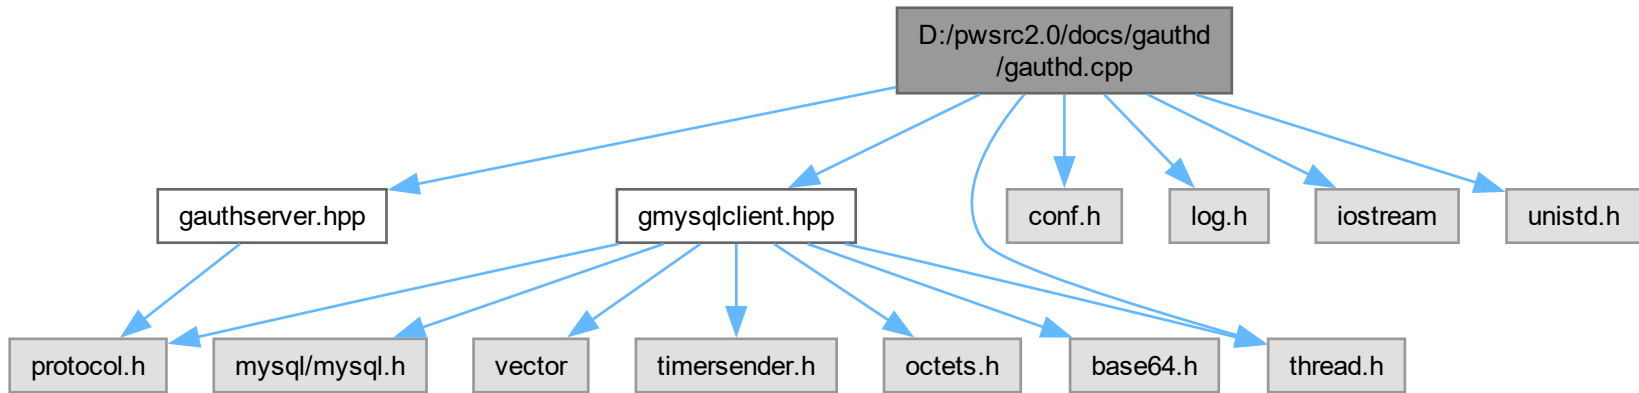 D:/pwsrc2.0/docs/gauthd
/gauthd.cpp
gauthserver.hpp
gmysqlclient.hpp
conf.h
log.h
iostream
unistd.h
protocol.h
mysql/mysql.h
vector
timersender.h
octets.h
base64.h
thread.h